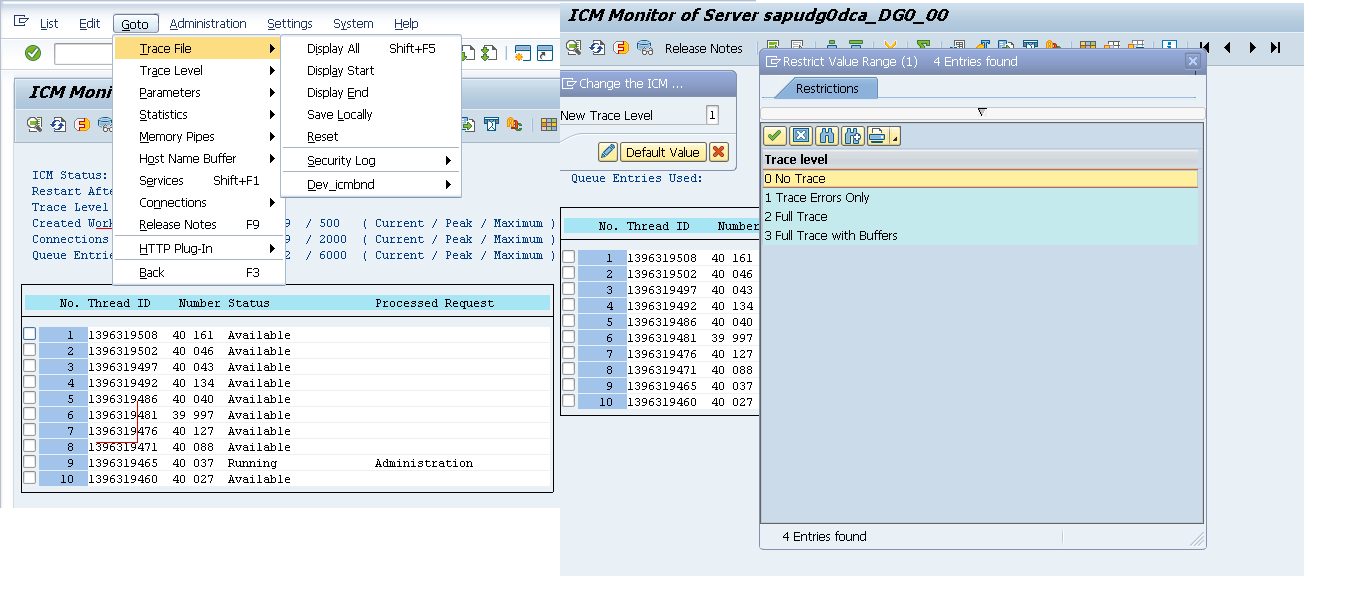 List Edit Goto Administration Settings System Help
ICM Moni
Trace File
Trace Level
Parameters
Statistics
Memory Pipes
Host Name Buffer
Services Shift+F1
Connections
Release Notes F9
HTTP Plug-In
Back F3
Display All Shift+F5
Display Start
Display End
Save Locally
Reset
Security Log
Dev_icmbnd
ICM Status:
Restart Afte
Trace Level
Created Work 9 / 500 ( Current / Peak / Maximum )
Connections 9 / 2000 ( Current / Peak / Maximum )
Queue Entrie 2 / 6000 ( Current / Peak / Maximum )
No. Thread ID Number Status Processed Request
1 1396319508 40 161 Available
2 1396319502 40 046 Available
3 1396319497 40 043 Available
4 1396319492 40 134 Available
5 1396319486 40 040 Available
6 1396319481 39 997 Available
7 1396319476 40 127 Available
8 1396319471 40 088 Available
9 1396319465 40 037 Running Administration
10 1396319460 40 027 Available
ICM Monitor of Server sapudg0dca_DG0_00
Release Notes
Change the ICM ...
New Trace Level 1
Default Value
Queue Entries Used:
No. Thread ID Number
1 1396319508 40 161
2 1396319502 40 046
3 1396319497 40 043
4 1396319492 40 134
5 1396319486 40 040
6 1396319481 39 997
7 1396319476 40 127
8 1396319471 40 088
9 1396319465 40 037
10 1396319460 40 027
Restrict Value Range (1) 4 Entries found
Restrictions
Trace level
0 No Trace
1 Trace Errors Only
2 Full Trace
3 Full Trace with Buffers
4 Entries found